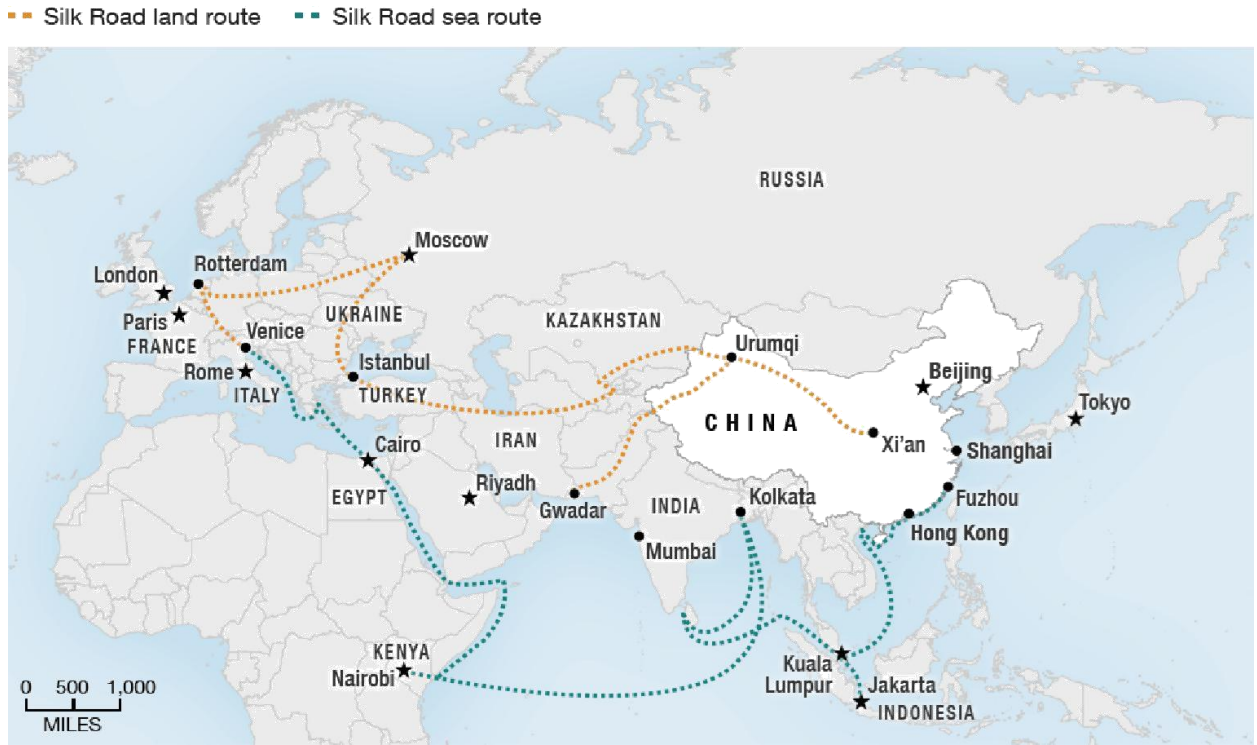 Silk Road land route
Silk Road sea route
RUSSIA
Moscow
Rotterdam
London
Paris
FRANCE
UKRAINE
KAZAKHSTAN
Venice
Urumqi
Istanbul
Rome
ITALY
TURKEY
Beijing
Tokyo
CHINA
IRAN
Cairo
Xi'an
Shanghai
EGYPT
Riyadh
Gwadar
INDIA
Kolkata
Fuzhou
Hong Kong
Mumbai
KENYA
Nairobi
Kuala
Lumpur
Jakarta
INDONESIA
0 500 1,000
MILES